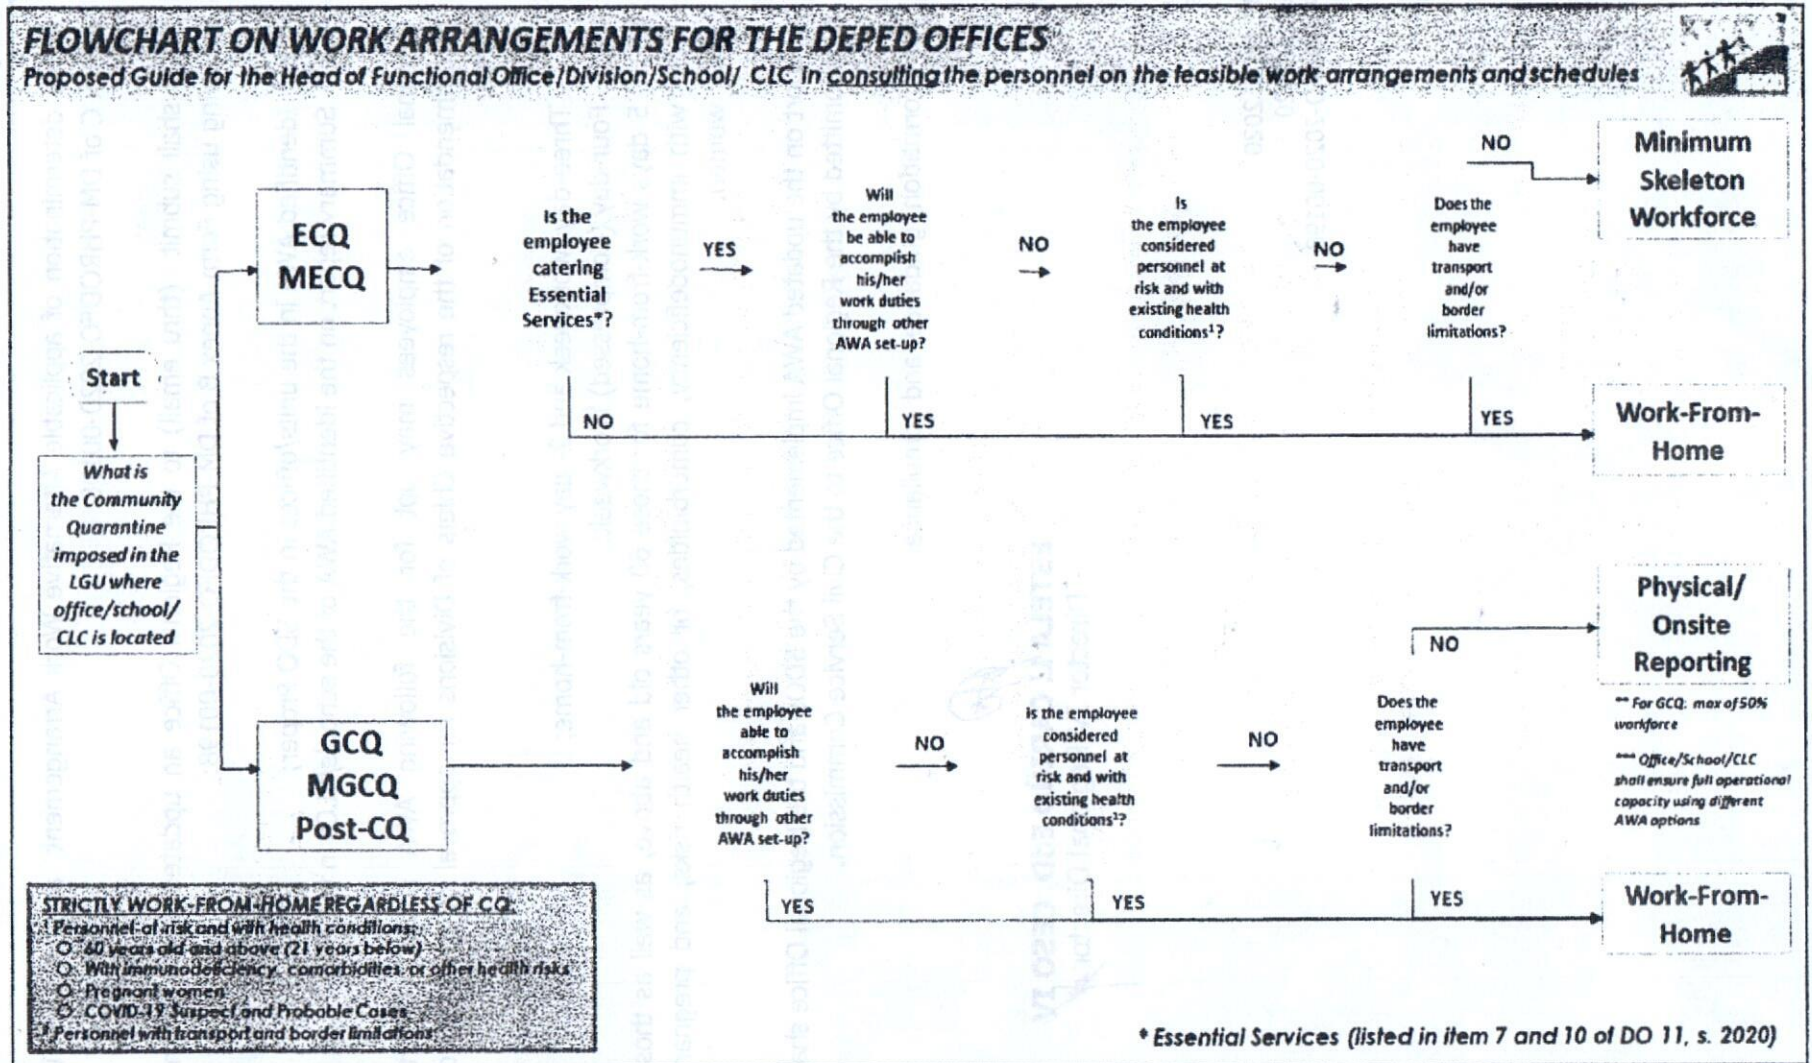 FLOWCHART ON WORK ARRANGEMENTS FOR THE DEPED OFFICES
Proposed Guide for the Head of Functional Office/Division/School/ CLC in consulting the personnel on the feasible work arrangements and schedules
Start
What is
the Community
Quarantine
imposed in the
LGU where
office/school/
CLC is located
ECQ
MECQ
Is the
employee
catering
Essential
Services*?
YES
NO
Will
the employee
be able to
accomplish
his/her
work duties
through other
AWA set-up?
NO
YES
Is
the employee
considered
personnel at
risk and with
existing health
conditions¹?
NO
YES
Does the
employee
have
transport
and/or
border
limitations?
NO
YES
Minimum
Skeleton
Workforce
Work-From-
Home
GCQ
MGCQ
Post-CQ
Will
the employee
able to
accomplish
his/her
work duties
through other
AWA set-up?
NO
YES
Is the employee
considered
personnel at
risk and with
existing health
conditions¹?
NO
YES
Does the
employee
have
transport
and/or
border
limitations?
NO
YES
Physical/
Onsite
Reporting
** For GCQ: max of 50%
workforce
*** Office/School/CLC
shall ensure full operational
capacity using different
AWA options
Work-From-
Home
STRICTLY WORK-FROM-HOME REGARDLESS OF CQ:
¹ Personnel at risk and with health conditions:
O 60 years old and above (21 years below)
O With immunodeficiency, comorbidities, or other health risks
O Pregnant women
O COVID-19 Suspect and Probable Cases
Personnel with transport and border limitations
* Essential Services (listed in item 7 and 10 of DO 11, s. 2020)